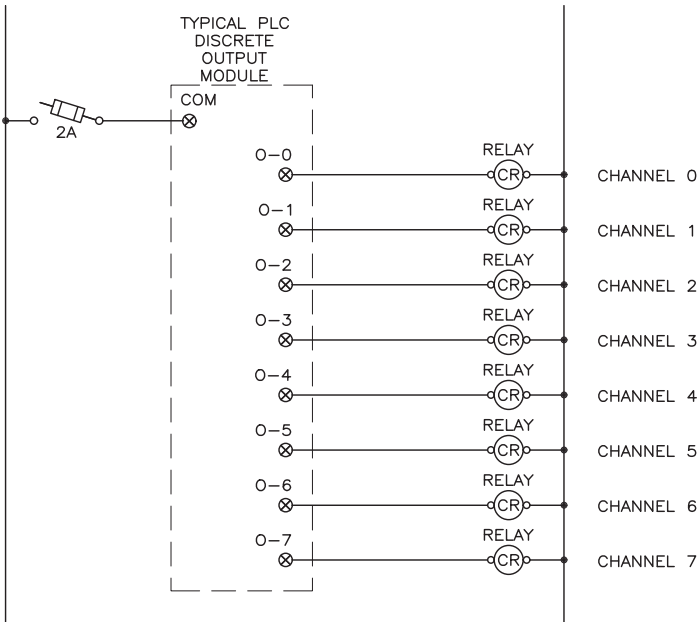 TYPICAL PLC
DISCRETE
OUTPUT
MODULE
COM
2A
O-0
RELAY
CR
CHANNEL 0
O-1
RELAY
CR
CHANNEL 1
O-2
RELAY
CR
CHANNEL 2
O-3
RELAY
CR
CHANNEL 3
O-4
RELAY
CR
CHANNEL 4
O-5
RELAY
CR
CHANNEL 5
O-6
RELAY
CR
CHANNEL 6
O-7
RELAY
CR
CHANNEL 7